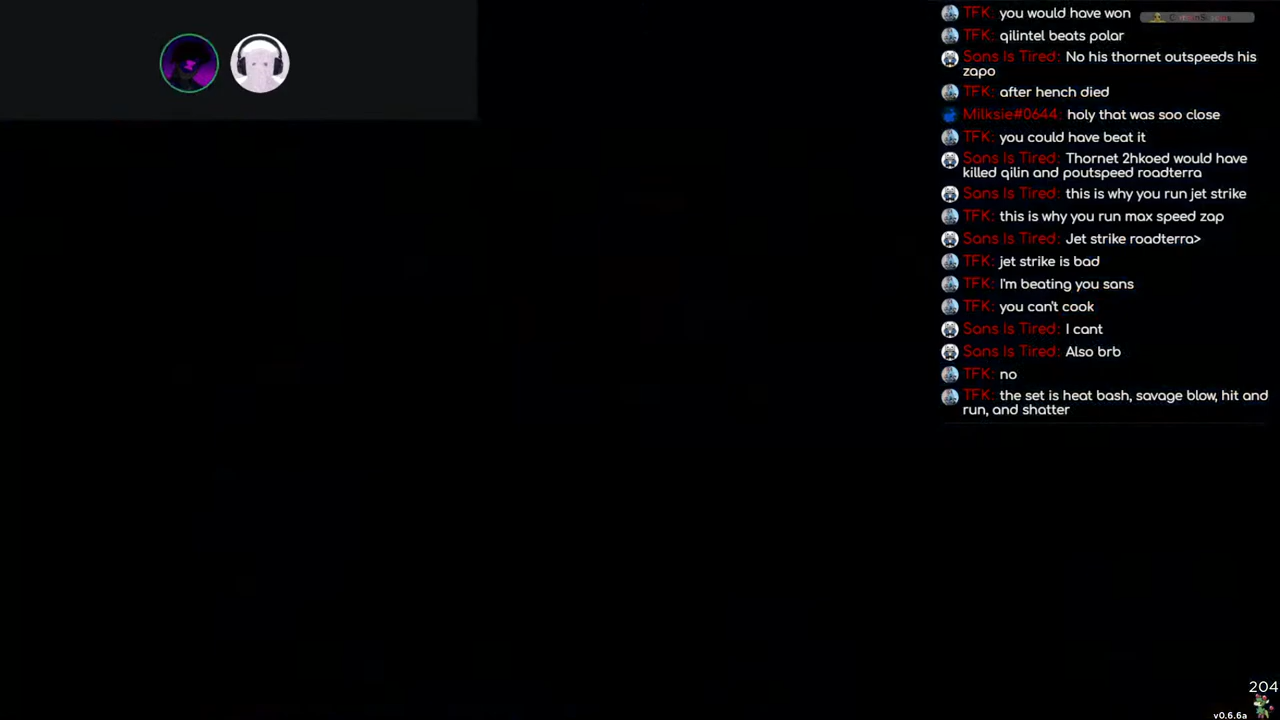 TFK: you would have won
TFK: qilintel beats polar
Sans Is Tired: No his thornet outspeeds his
zapo
TFK: after hench died
Milksie#0644: holy that was soo close
TFK: you could have beat it
Sans Is Tired: Thornet 2hkoed would have
killed qilin and poutspeed roadterra
Sans Is Tired: this is why you run jet strike
TFK: this is why you run max speed zap
Sans Is Tired: Jet strike roadterra>
TFK: jet strike is bad
TFK: I'm beating you sans
TFK: you can't cook
Sans Is Tired: I cant
Sans Is Tired: Also brb
TFK: no
TFK: the set is heat bash, savage blow, hit and
run, and shatter
204
v0.6.6a